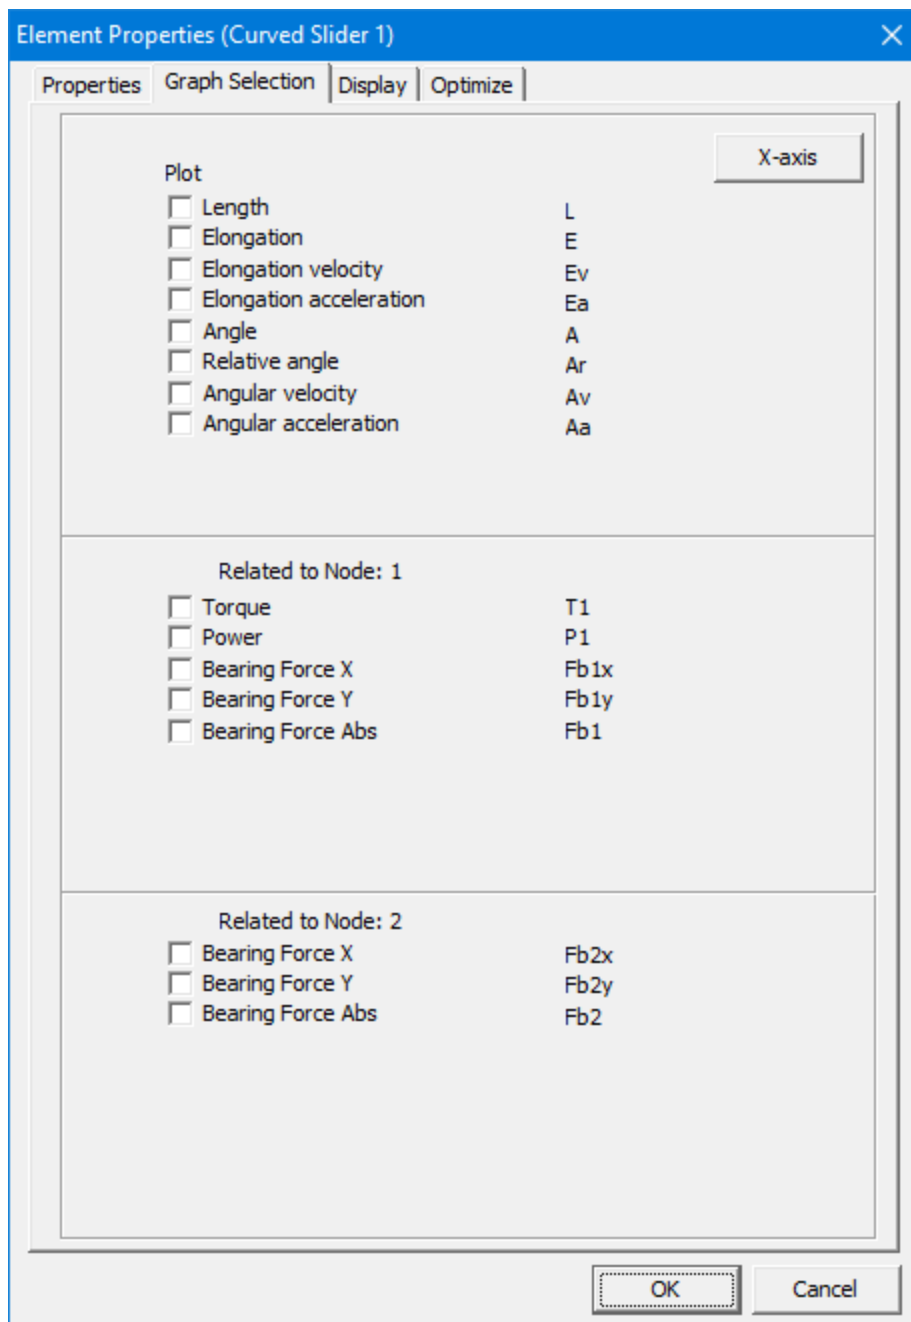 Element Properties (Curved Slider 1)
Properties Graph Selection Display Optimize
X-axis
Plot
Length L
Elongation E
Elongation velocity Ev
Elongation acceleration Ea
Angle A
Relative angle Ar
Angular velocity Av
Angular acceleration Aa
Related to Node: 1
Torque T1
Power P1
Bearing Force X Fb1x
Bearing Force Y Fb1y
Bearing Force Abs Fb1
Related to Node: 2
Bearing Force X Fb2x
Bearing Force Y Fb2y
Bearing Force Abs Fb2
OK Cancel